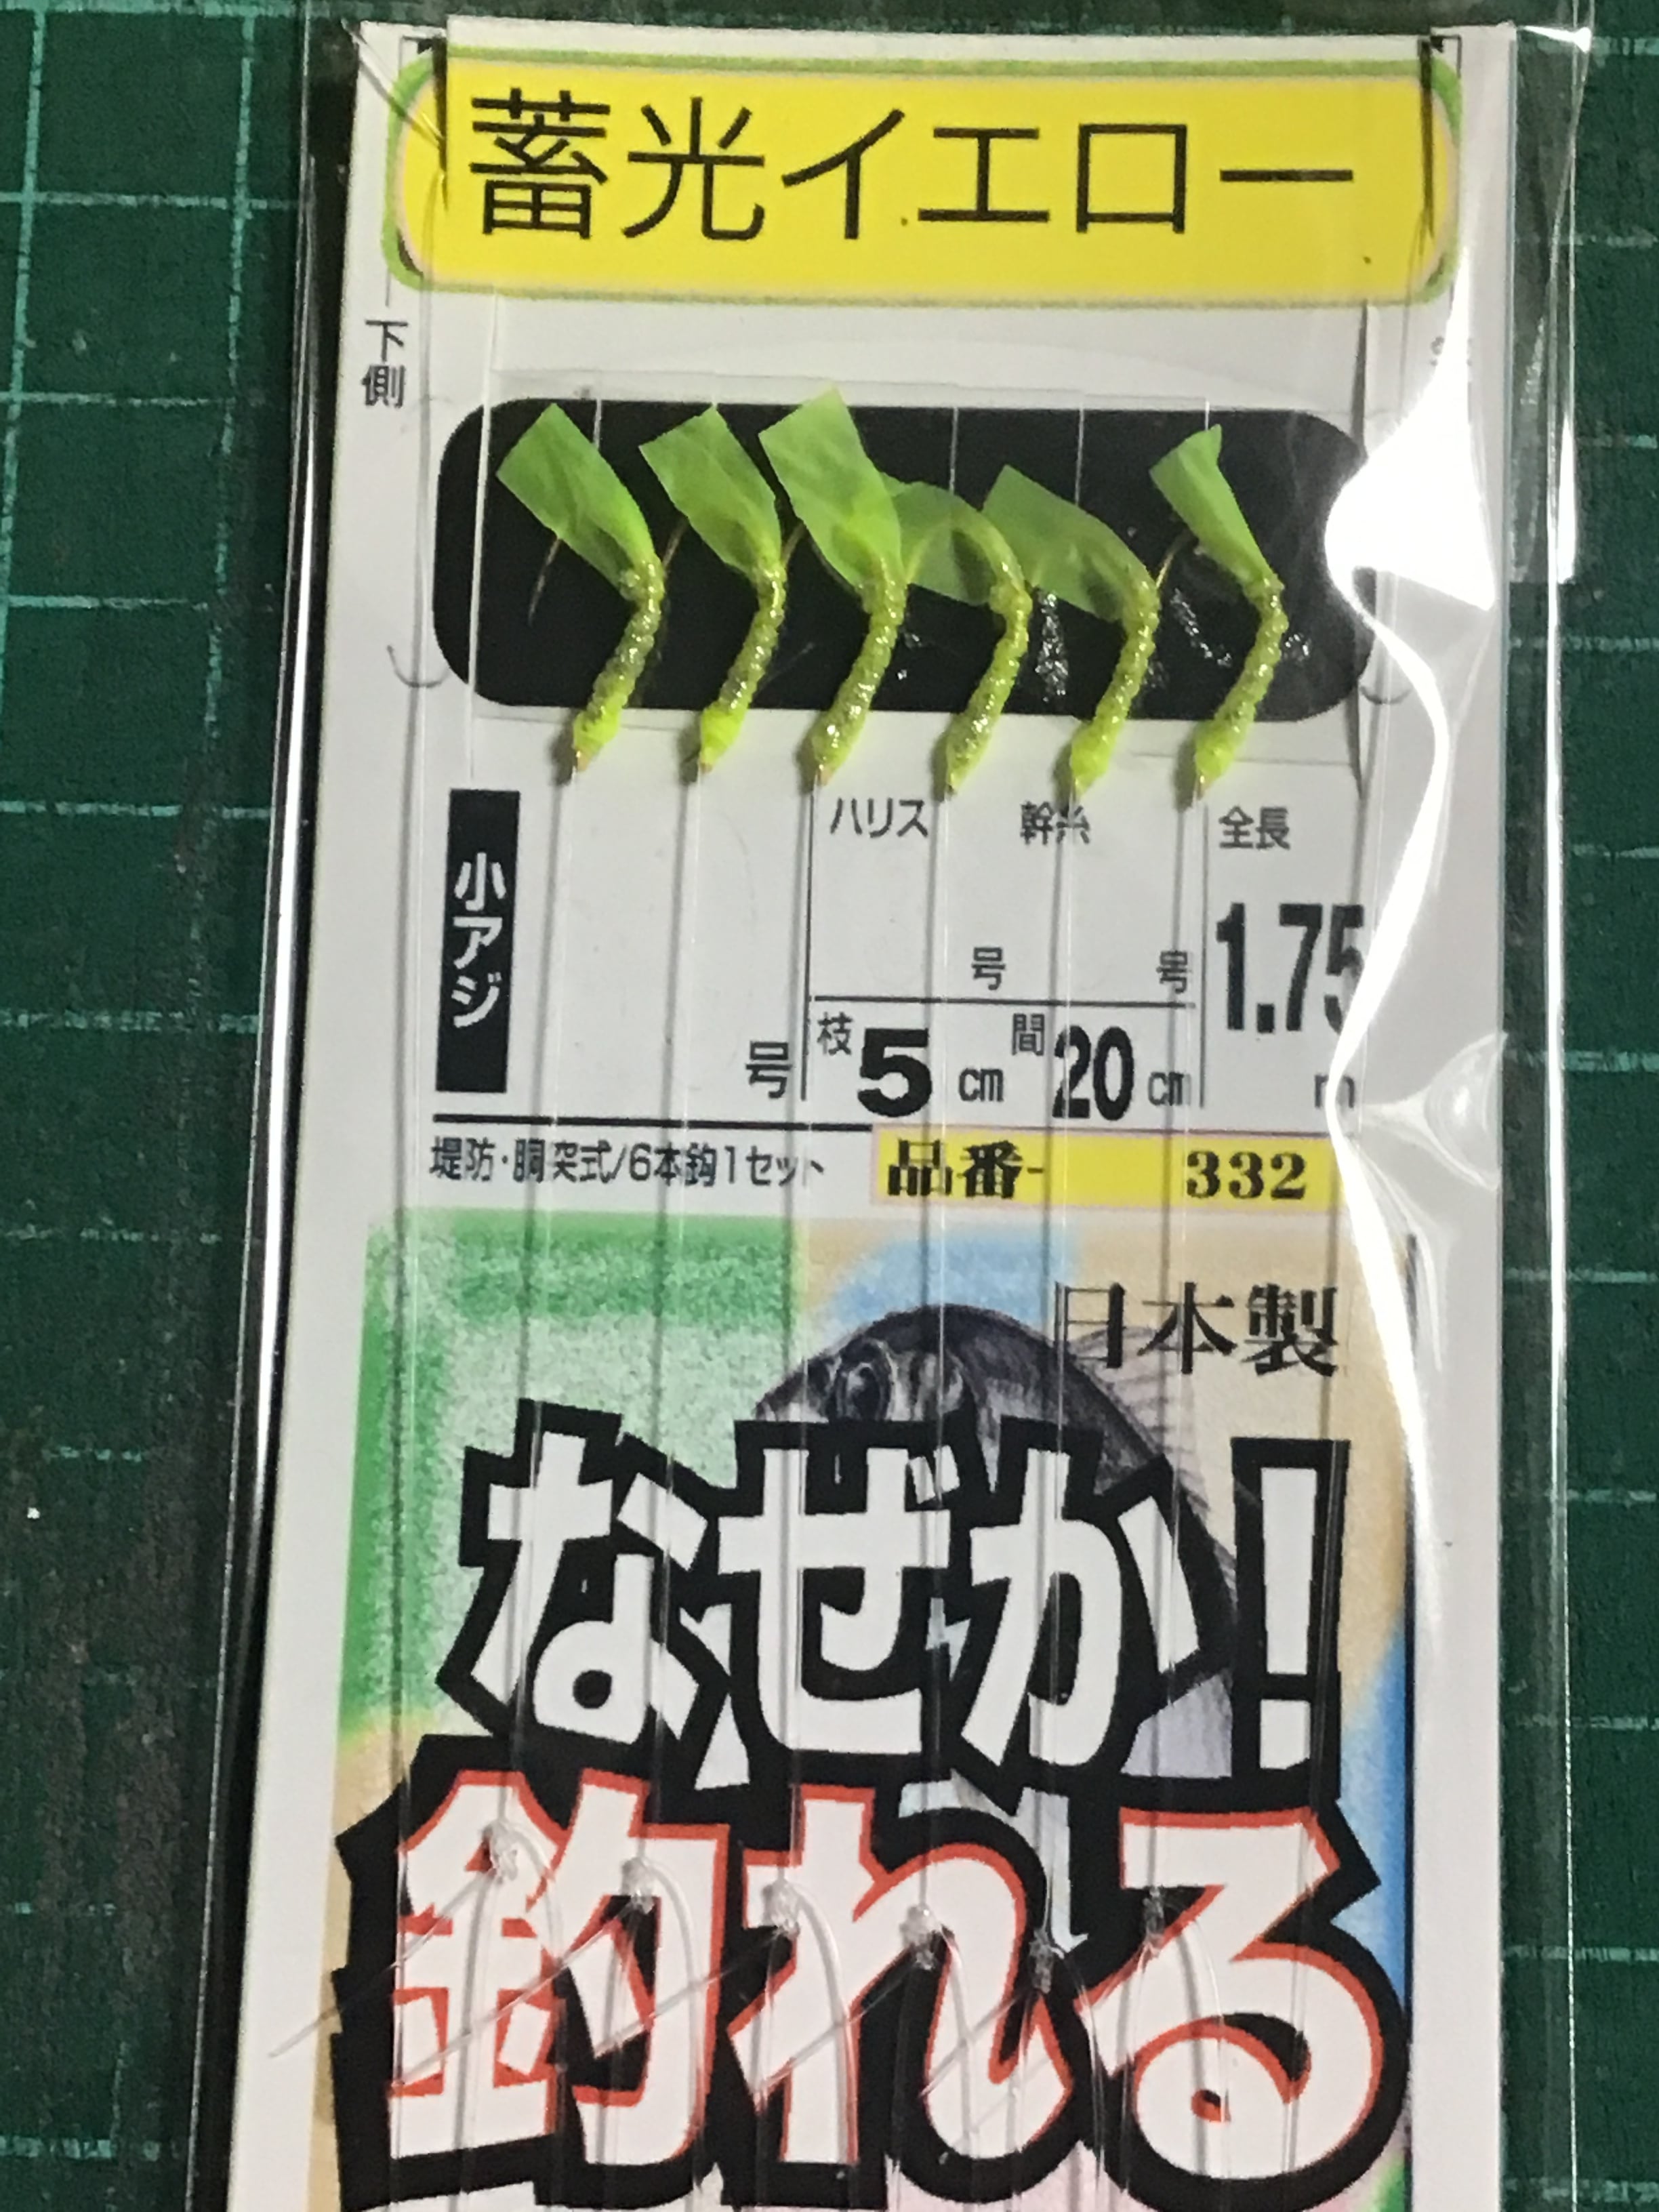 蓄光イエロー
下側
小アジ
号
ハリス 幹糸 全長
号 号 1.75
枝5cm 間20cm m
堤防・胴突式/6本鈎1セット
品番- 332
日本製
なぜか!
釣れる